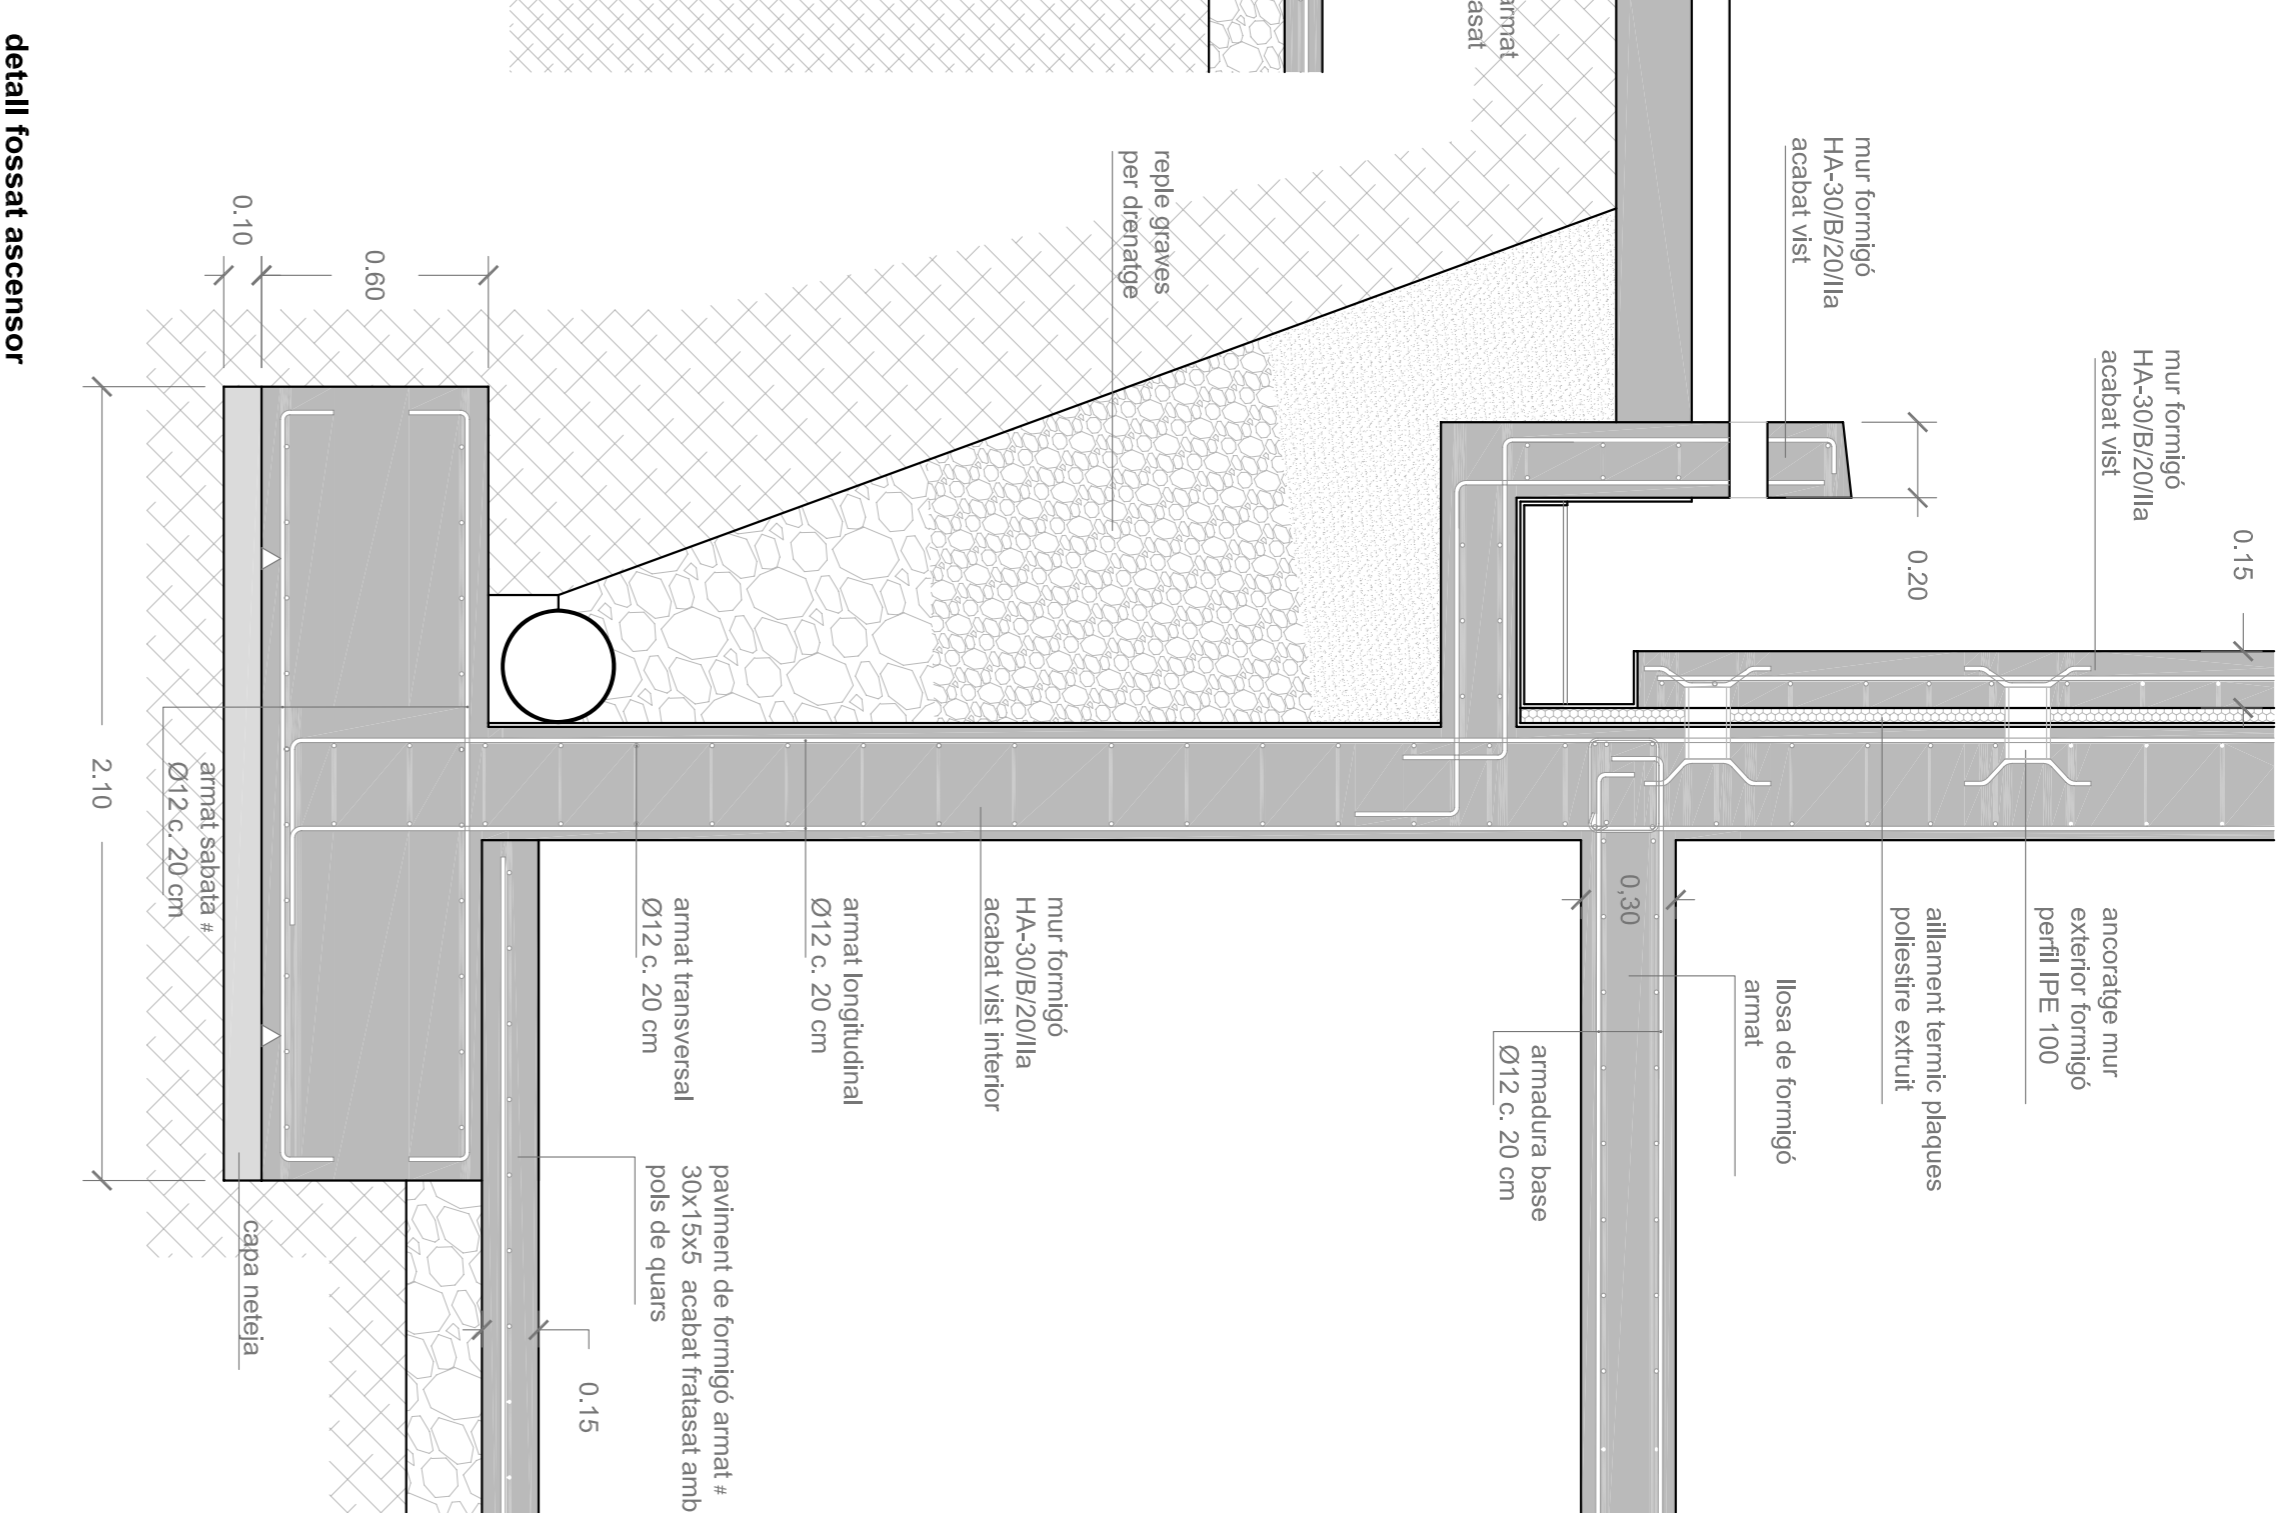 mur formigó
HA-30/B/20/IIa
acabat vist
0.15
mur formigó
HA-30/B/20/IIa
acabat vist
0.20
ancoratge mur
exterior formigó
perfil IPE 100
aillament termic plaques
poliestire extruit
llosa de formigó
armat
0,30
armadura base
Ø12 c. 20 cm
armat
asat
reple graves
per drenatge
mur formigó
HA-30/B/20/IIa
acabat vist interior
armat longitudinal
Ø12 c. 20 cm
armat transversal
Ø12 c. 20 cm
paviment de formigó armat #
30x15x5 acabat fratasat amb
pols de quars
0.15
0.60
0.10
armat sabata #
Ø12 c. 20 cm
capa neteja
2.10
detall fossat ascensor